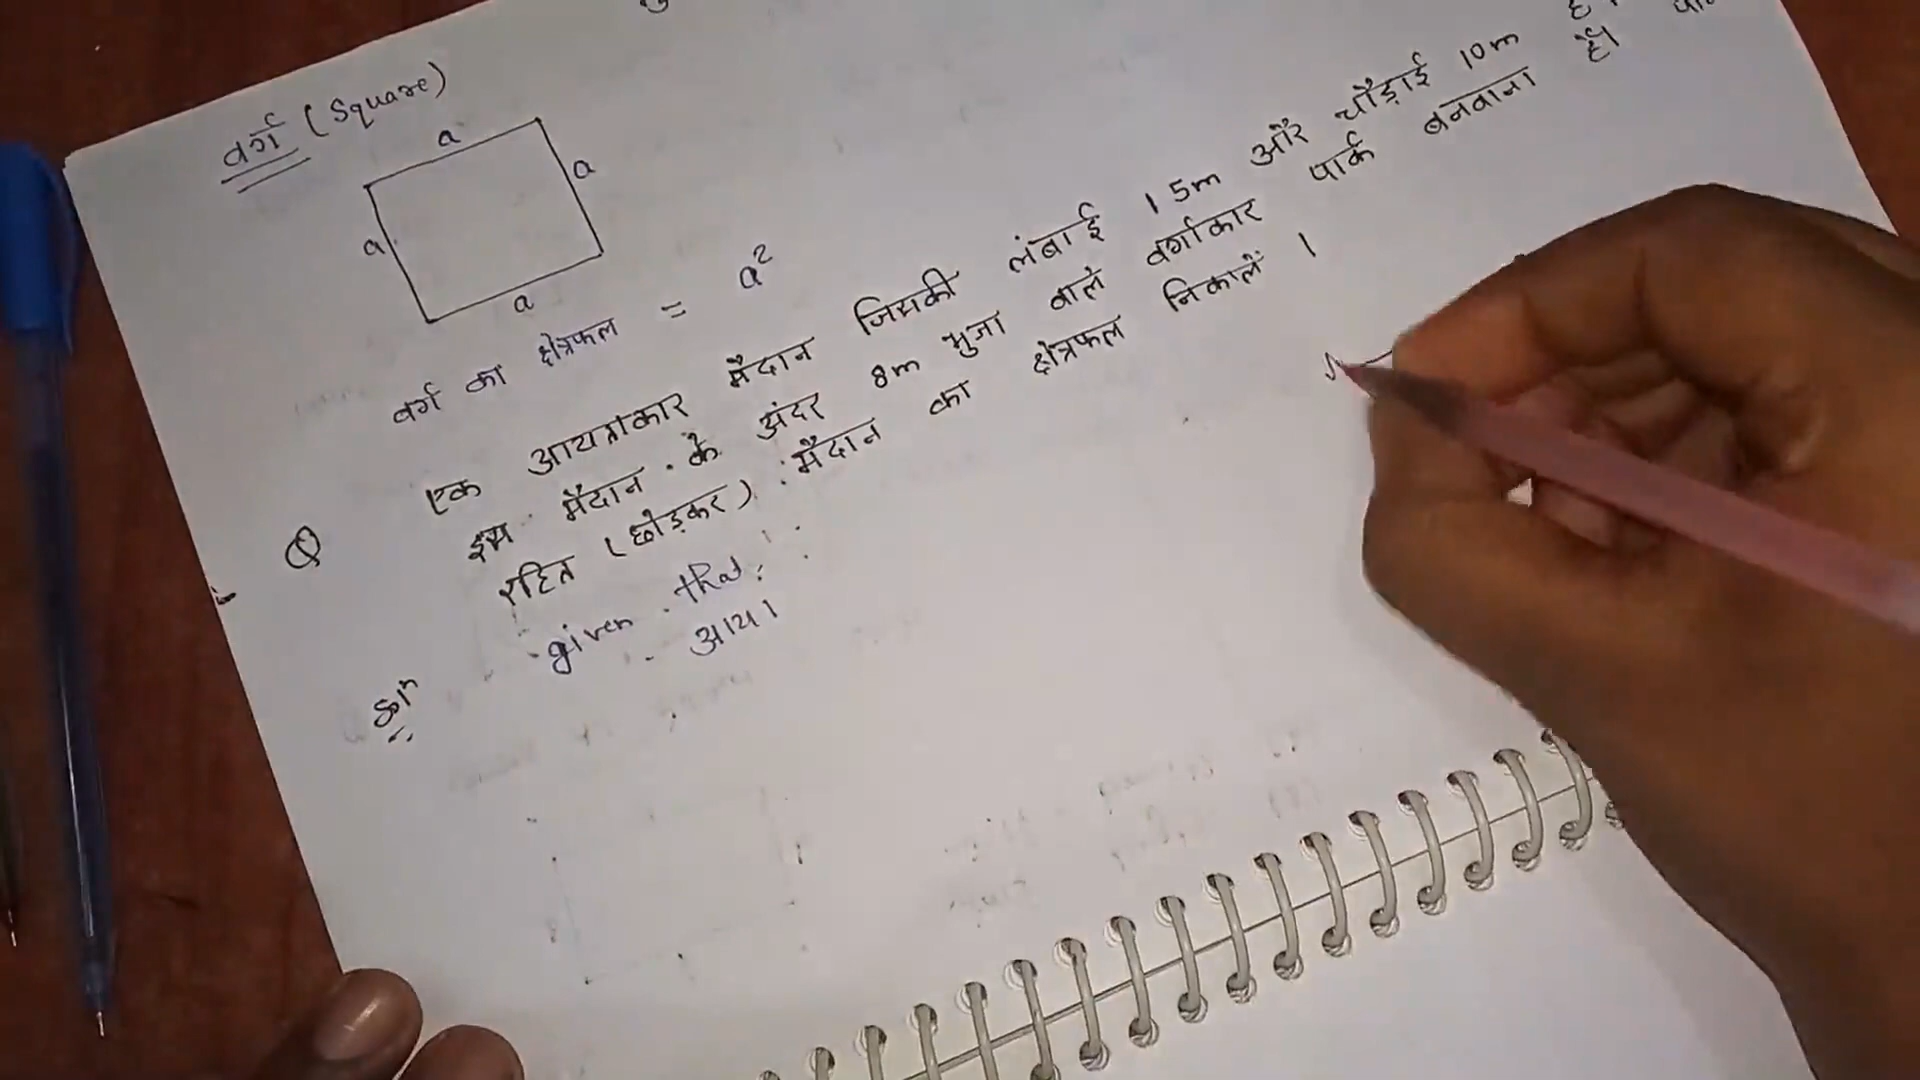 वर्ग (Square)
a
a
a
a
वर्ग का क्षेत्रफल = a²
Q एक आयताकार मैदान जिसकी लंबाई 15m और चौड़ाई 10m है।
इस मैदान के अंदर 8m भुजा वाले वर्गाकार पार्क बनवाना है।
रहित (छोड़कर) मैदान का क्षेत्रफल निकालें ।
Solⁿ given that:
आया